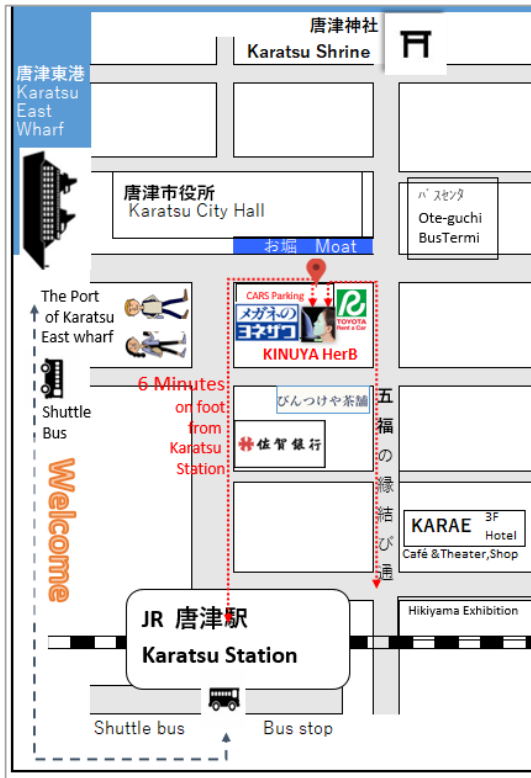 唐津神社
Karatsu Shrine
唐津東港
Karatsu
East
Wharf
唐津市役所
Karatsu City Hall
バスセンタ
Ote-guchi
BusTermi
お堀 Moat
The Port
of Karatsu
East wharf
CARS Parking
メガネの
ヨネザワ
TOYOTA
Rent a Car
KINUYA HerB
6 Minutes
on foot
from
Karatsu
Station
Shuttle
Bus
Welcome
びんつけや茶舗
佐賀銀行
五福の縁結び通
KARAE 3F
Hotel
Café &Theater,Shop
Hikiyama Exhibition
JR 唐津駅
Karatsu Station
Shuttle bus
Bus stop